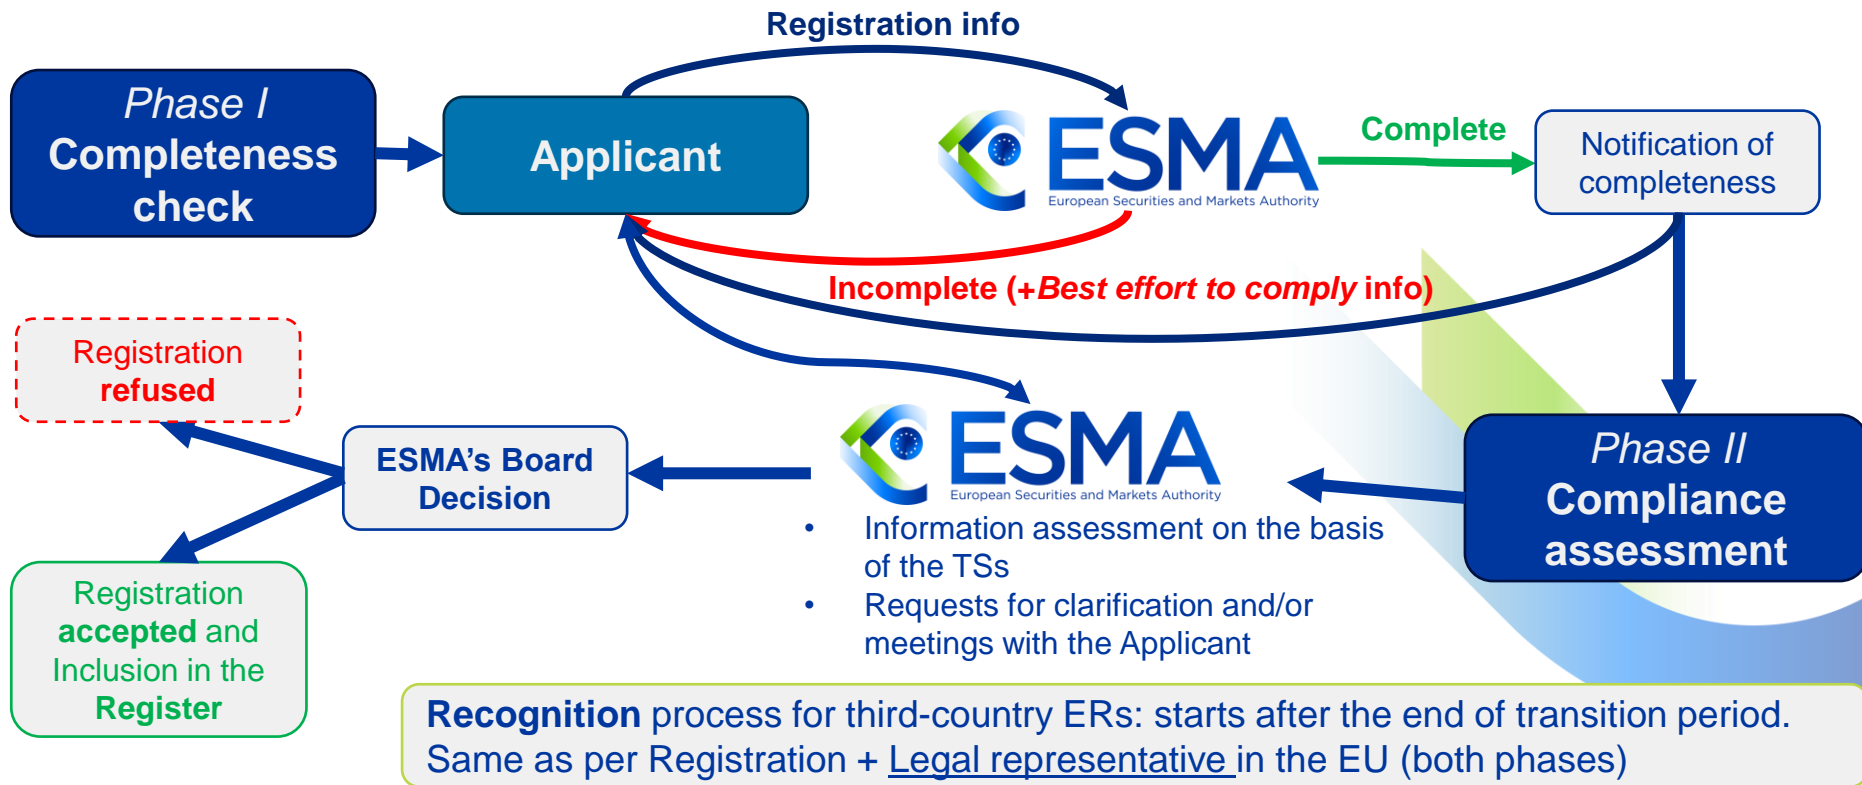 Registration info
Phase I
Completeness
check
Applicant
ESMA
European Securities and Markets Authority
Complete
Notification of
completeness
Incomplete (+Best effort to comply info)
Registration
refused
ESMA’s Board
Decision
ESMA
European Securities and Markets Authority
Phase II
Compliance
assessment
• Information assessment on the basis
of the TSs
• Requests for clarification and/or
meetings with the Applicant
Registration
accepted and
Inclusion in the
Register
Recognition process for third-country ERs: starts after the end of transition period.
Same as per Registration + Legal representative in the EU (both phases)